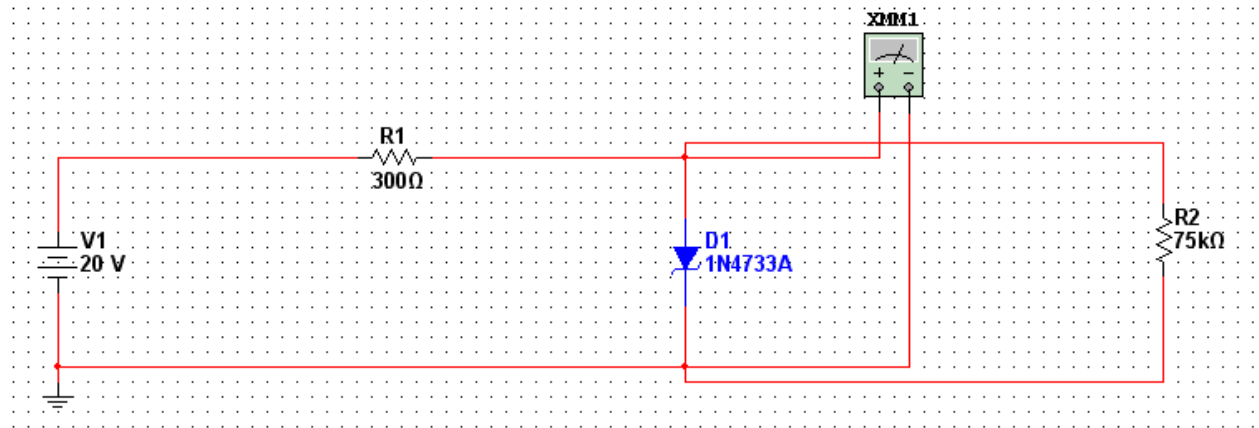 XMM1
+ −
R1
300Ω
V1
20 V
D1
1N4733A
R2
75kΩ